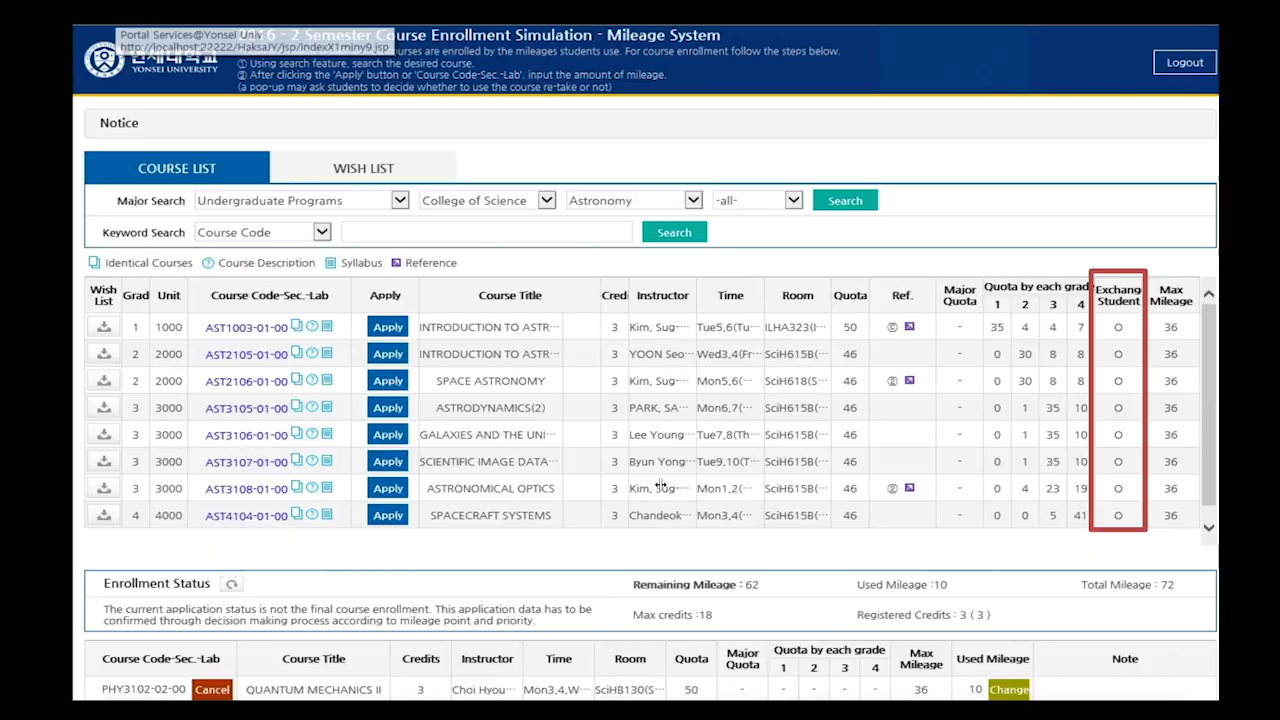 Portal Services@Yonsei Univ
http://localhost:22222/HaksaJY/jsp/indexX1miny9.jsp
2016 - 2 Semester Course Enrollment Simulation - Mileage System
courses are enrolled by the mileages students use. For course enrollment follow the steps below.
① Using search feature, search the desired course.
② After clicking the 'Apply' button or 'Course Code-Sec.-Lab', input the amount of mileage.
(a pop-up may ask students to decide whether to use the course re-take or not)
연세대학교
YONSEI UNIVERSITY
Logout
Notice
COURSE LIST WISH LIST
Major Search Undergraduate Programs College of Science Astronomy -all- Search
Keyword Search Course Code Search
Identical Courses Course Description Syllabus Reference
Wish List Grad Unit Course Code-Sec.-Lab Apply Course Title Credi Instructor Time Room Quota Ref. Major Quota Quota by each grade 1 2 3 4 Exchange Student Max Mileage
1 1000 AST1003-01-00 Apply INTRODUCTION TO ASTR··· 3 Kim, Sug-··· Tue5,6(Tu··· ILHA323(I··· 50 ⓒ - 35 4 4 7 O 36
2 2000 AST2105-01-00 Apply INTRODUCTION TO ASTR··· 3 YOON Seo··· Wed3,4(Fr··· SciH615B(··· 46 - 0 30 8 8 O 36
2 2000 AST2106-01-00 Apply SPACE ASTRONOMY 3 Kim, Sug-··· Mon5,6(··· SciH618(S··· 46 ② - 0 30 8 8 O 36
3 3000 AST3105-01-00 Apply ASTRODYNAMICS(2) 3 PARK, SA··· Mon6,7(··· SciH615B(··· 46 - 0 1 35 10 O 36
3 3000 AST3106-01-00 Apply GALAXIES AND THE UNI··· 3 Lee Young··· Tue7,8(Th··· SciH615B(··· 46 - 0 1 35 10 O 36
3 3000 AST3107-01-00 Apply SCIENTIFIC IMAGE DATA··· 3 Byun Yong··· Tue9,10(T··· SciH615B(··· 46 - 0 1 35 10 O 36
3 3000 AST3108-01-00 Apply ASTRONOMICAL OPTICS 3 Kim, Sug-··· Mon1,2(··· SciH615B(··· 46 ② - 0 4 23 19 O 36
4 4000 AST4104-01-00 Apply SPACECRAFT SYSTEMS 3 Chandeok··· Mon3,4(··· SciH615B(··· 46 - 0 0 5 41 O 36
Enrollment Status Remaining Mileage : 62 Used Mileage :10 Total Mileage : 72
The current application status is not the final course enrollment. This application data has to be
confirmed through decision making process according to mileage point and priority.
Max credits :18 Registered Credits : 3 ( 3 )
Course Code-Sec.-Lab Course Title Credits Instructor Time Room Quota Major Quota Quota by each grade 1 2 3 4 Max Mileage Used Mileage Note
PHY3102-02-00 Cancel QUANTUM MECHANICS II 3 Choi Hyou··· Mon3,4,W··· SciHB130(S··· 50 - - - - - 36 10 Change